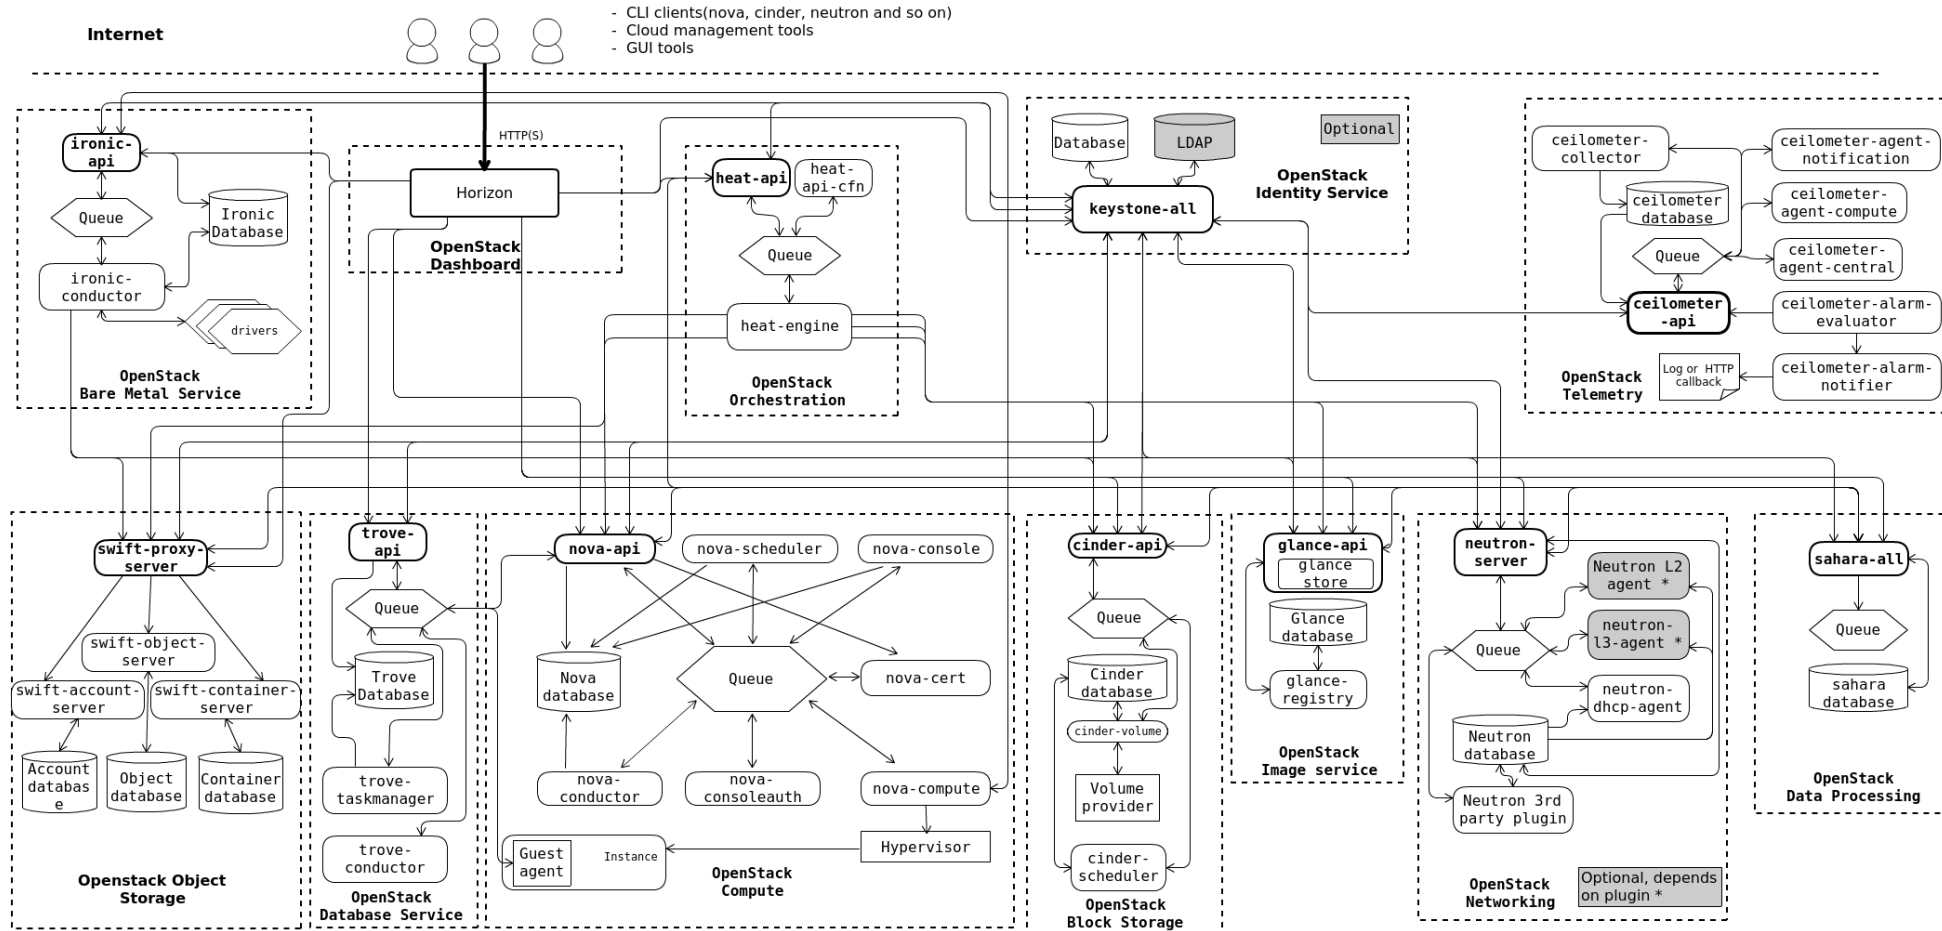 Internet
- CLI clients(nova, cinder, neutron and so on)
- Cloud management tools
- GUI tools
HTTP(S)
ironic-
api
Queue
Ironic
Database
ironic-
conductor
drivers
OpenStack
Bare Metal Service
Horizon
OpenStack
Dashboard
heat-api
heat-
api-cfn
Queue
heat-engine
OpenStack
Orchestration
Database
LDAP
Optional
OpenStack
Identity Service
keystone-all
ceilometer-
collector
ceilometer-agent-
notification
ceilometer
database
ceilometer-
agent-compute
Queue
ceilometer-
agent-central
ceilometer
-api
ceilometer-alarm-
evaluator
Log or HTTP
callback
ceilometer-alarm-
notifier
OpenStack
Telemetry
swift-proxy-
server
swift-object-
server
swift-account-
server
swift-container-
server
Account
databas
e
Object
database
Container
database
Openstack Object
Storage
trove-
api
Queue
Trove
Database
trove-
taskmanager
trove-
conductor
OpenStack
Database Service
nova-api
nova-scheduler
nova-console
Nova
database
Queue
nova-cert
nova-
conductor
nova-
consoleauth
nova-compute
Hypervisor
Guest
agent
Instance
OpenStack
Compute
cinder-api
Queue
Cinder
database
cinder-volume
Volume
provider
cinder-
scheduler
OpenStack
Block Storage
glance-api
glance
store
Glance
database
glance-
registry
OpenStack
Image service
neutron-
server
Neutron L2
agent *
neutron-
l3-agent *
Queue
neutron-
dhcp-agent
Neutron
database
Neutron 3rd
party plugin
OpenStack
Networking
Optional, depends
on plugin *
sahara-all
Queue
sahara
database
OpenStack
Data Processing